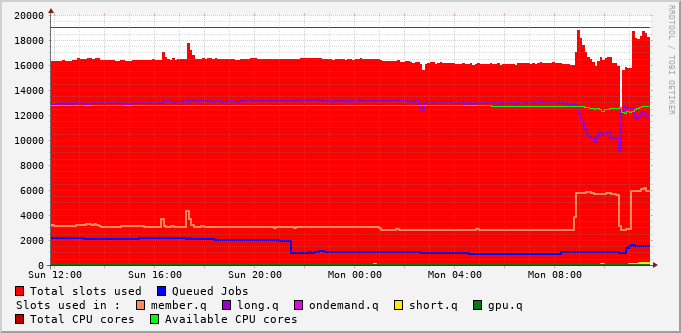 20000
18000
16000
14000
12000
10000
8000
6000
4000
2000
0
Sun 12:00 Sun 16:00 Sun 20:00 Mon 00:00 Mon 04:00 Mon 08:00
Total slots used Queued Jobs
Slots used in : member.q long.q ondemand.q short.q gpu.q
Total CPU cores Available CPU cores
RRDTOOL / TOBI OETIKER